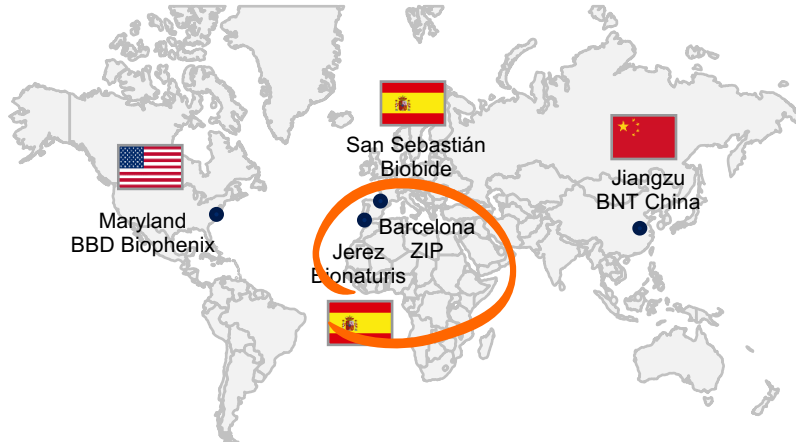 San Sebastián
Biobide
Jiangzu
BNT China
Maryland
BBD Biophenix
Barcelona
ZIP
Jerez
Bionaturis